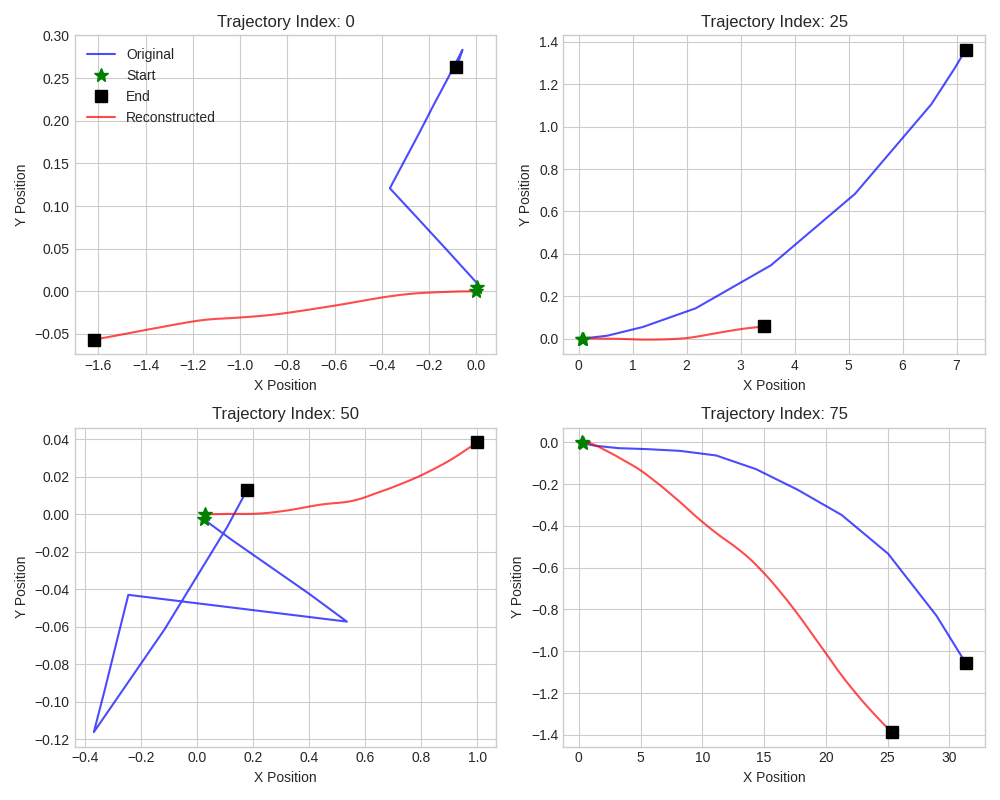 Trajectory Index: 0
Original
Start
End
Reconstructed
0.30
0.25
0.20
0.15
0.10
0.05
0.00
−0.05
Y Position
−1.6 −1.4 −1.2 −1.0 −0.8 −0.6 −0.4 −0.2 0.0
X Position
Trajectory Index: 25
1.4
1.2
1.0
0.8
0.6
0.4
0.2
0.0
Y Position
0 1 2 3 4 5 6 7
X Position
Trajectory Index: 50
0.04
0.02
0.00
−0.02
−0.04
−0.06
−0.08
−0.10
−0.12
Y Position
−0.4 −0.2 0.0 0.2 0.4 0.6 0.8 1.0
X Position
Trajectory Index: 75
0.0
−0.2
−0.4
−0.6
−0.8
−1.0
−1.2
−1.4
Y Position
0 5 10 15 20 25 30
X Position